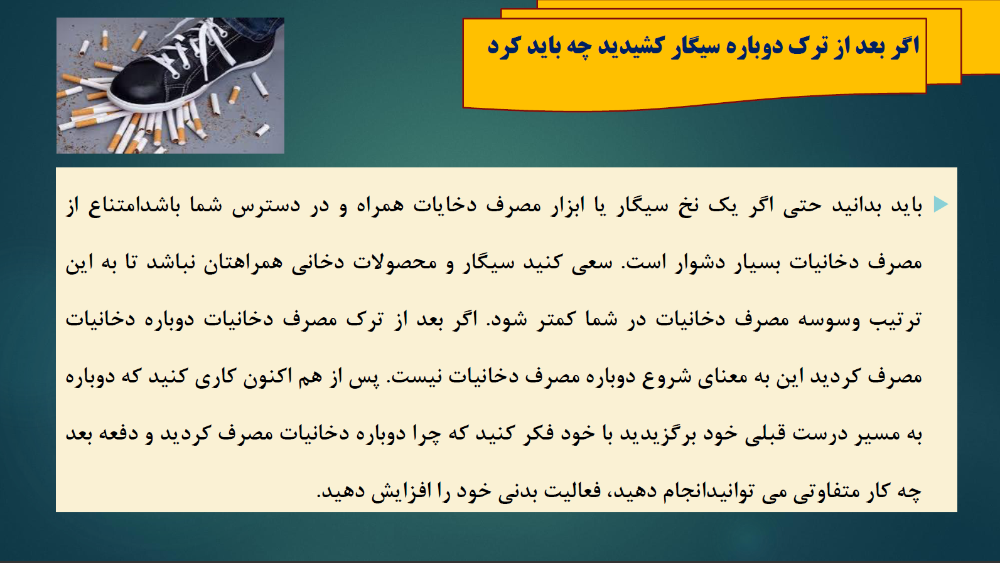 اگر بعد از ترک دوباره سیگار کشیدید چه باید کرد
باید بدانید حتی اگر یک نخ سیگار یا ابزار مصرف دخایات همراه و در دسترس شما باشدامتناع از
مصرف دخانیات بسیار دشوار است. سعی کنید سیگار و محصولات دخانی همراهتان نباشد تا به این
ترتیب وسوسه مصرف دخانیات در شما کمتر شود. اگر بعد از ترک مصرف دخانیات دوباره دخانیات
مصرف کردید این به معنای شروع دوباره مصرف دخانیات نیست. پس از هم اکنون کاری کنید که دوباره
به مسیر درست قبلی خود برگزیدید با خود فکر کنید که چرا دوباره دخانیات مصرف کردید و دفعه بعد
چه کار متفاوتی می توانیدانجام دهید، فعالیت بدنی خود را افزایش دهید.